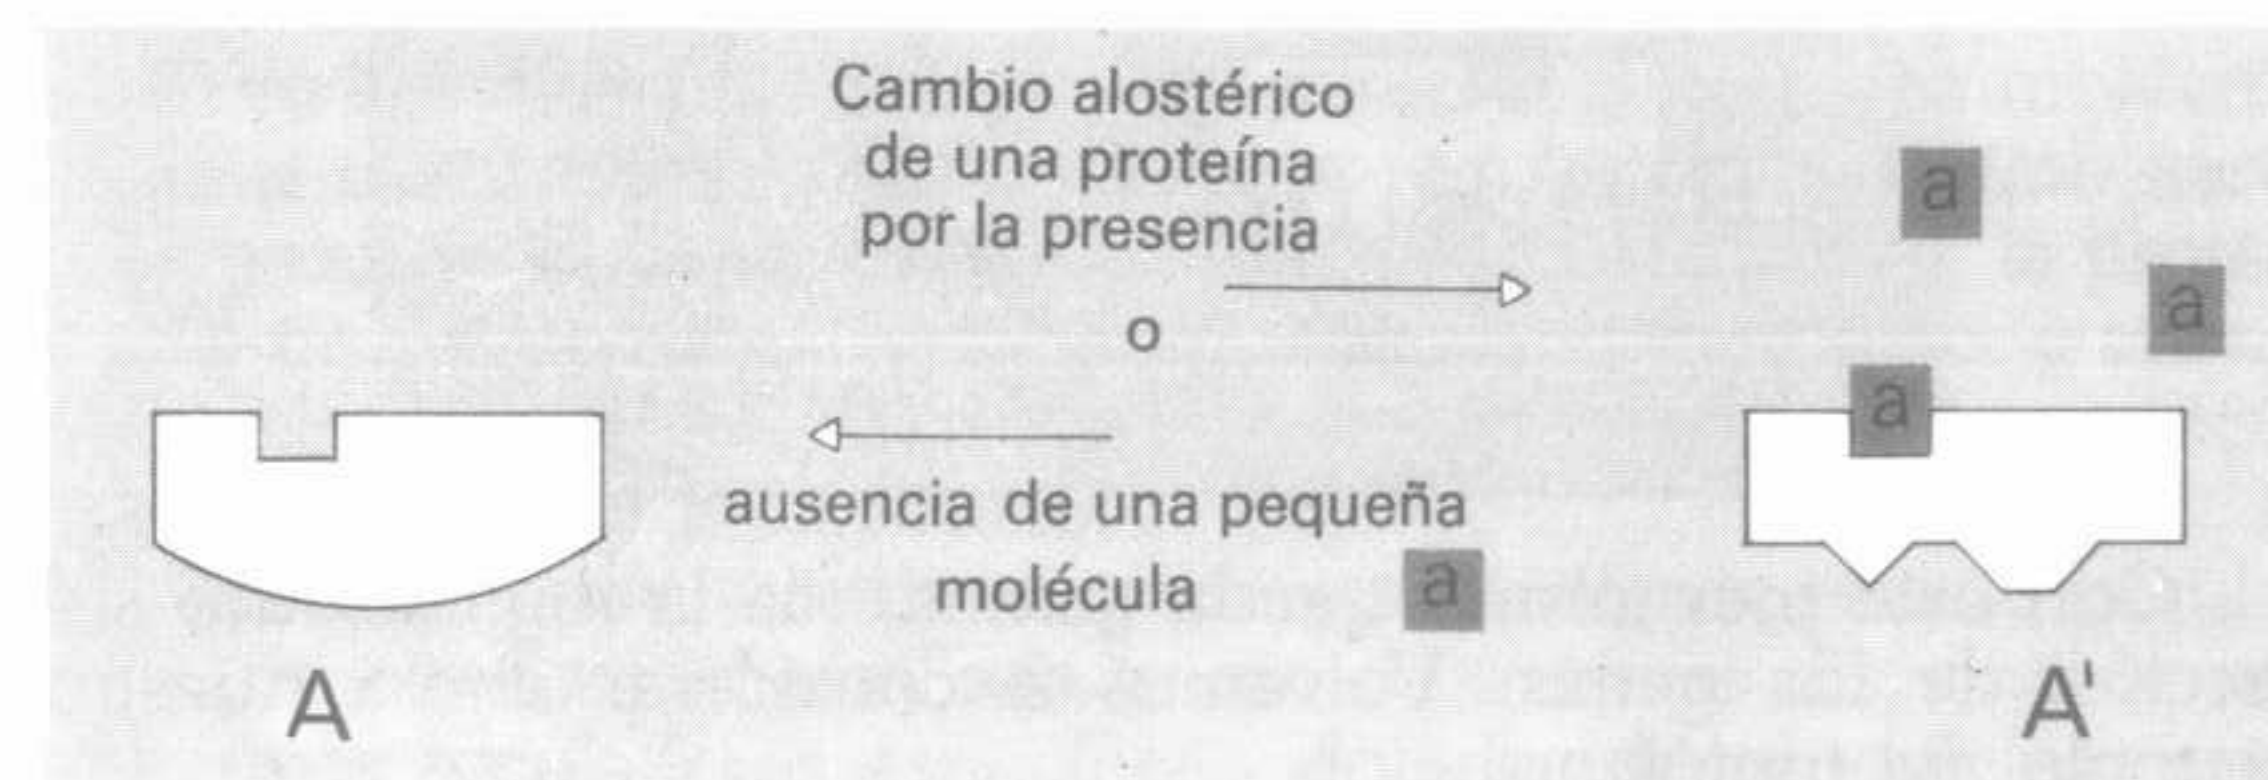 Cambio alostérico
de una proteína
por la presencia
o
ausencia de una pequeña
molécula a
a
a
a
A
A'